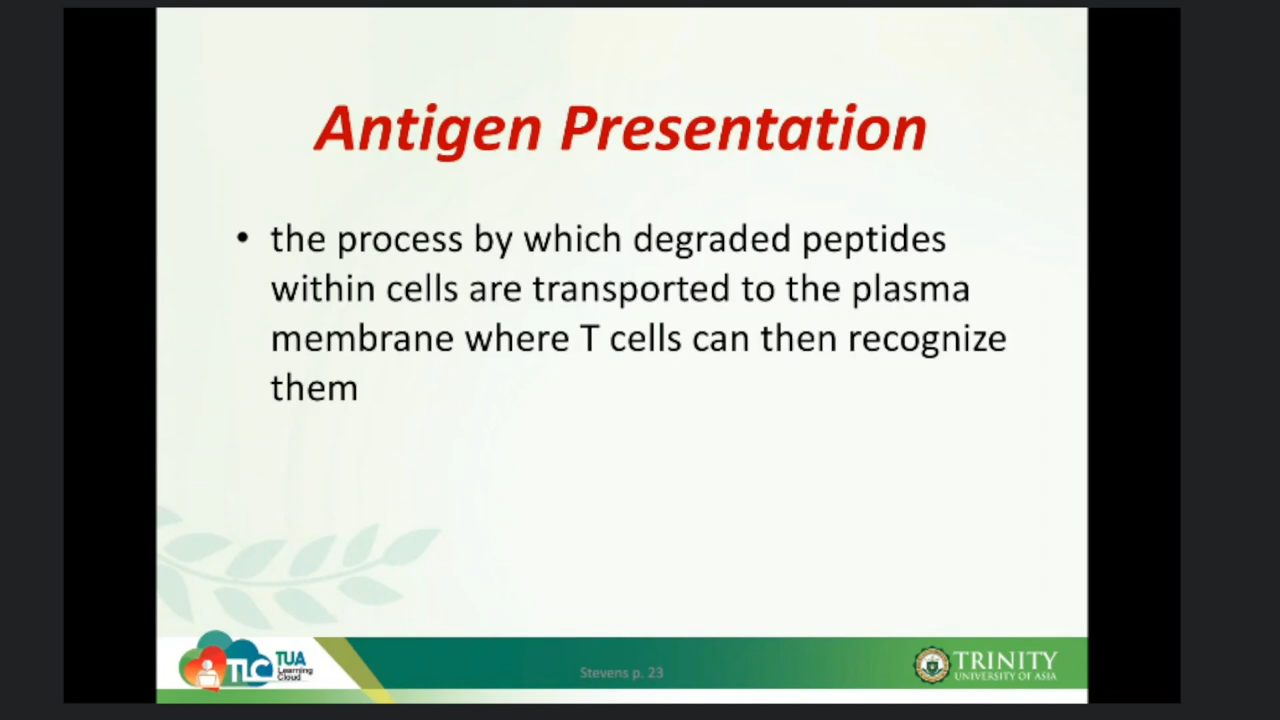 Antigen Presentation
• the process by which degraded peptides
within cells are transported to the plasma
membrane where T cells can then recognize
them
TLC TUA
Learning
Cloud
Stevens p. 23
TRINITY
UNIVERSITY OF ASIA